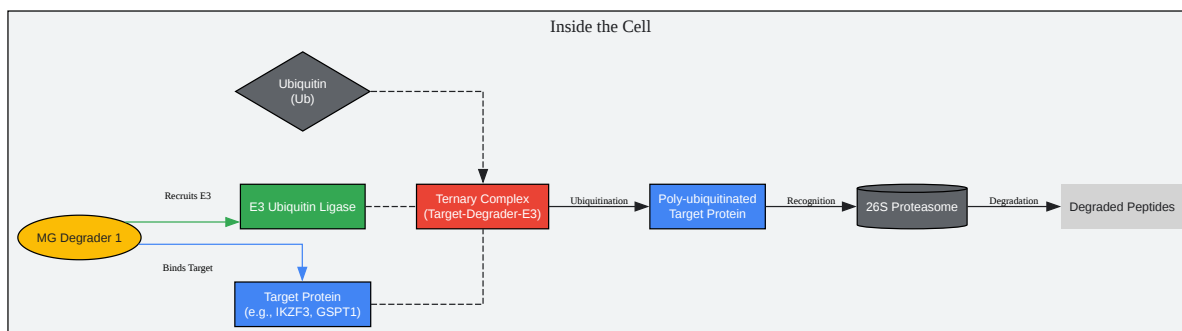 Inside the Cell
Ubiquitin
(Ub)
Recruits E3
E3 Ubiquitin Ligase
Ternary Complex
(Target-Degrader-E3)
Ubiquitination
Poly-ubiquitinated
Target Protein
Recognition
26S Proteasome
Degradation
Degraded Peptides
MG Degrader 1
Binds Target
Target Protein
(e.g., IKZF3, GSPT1)